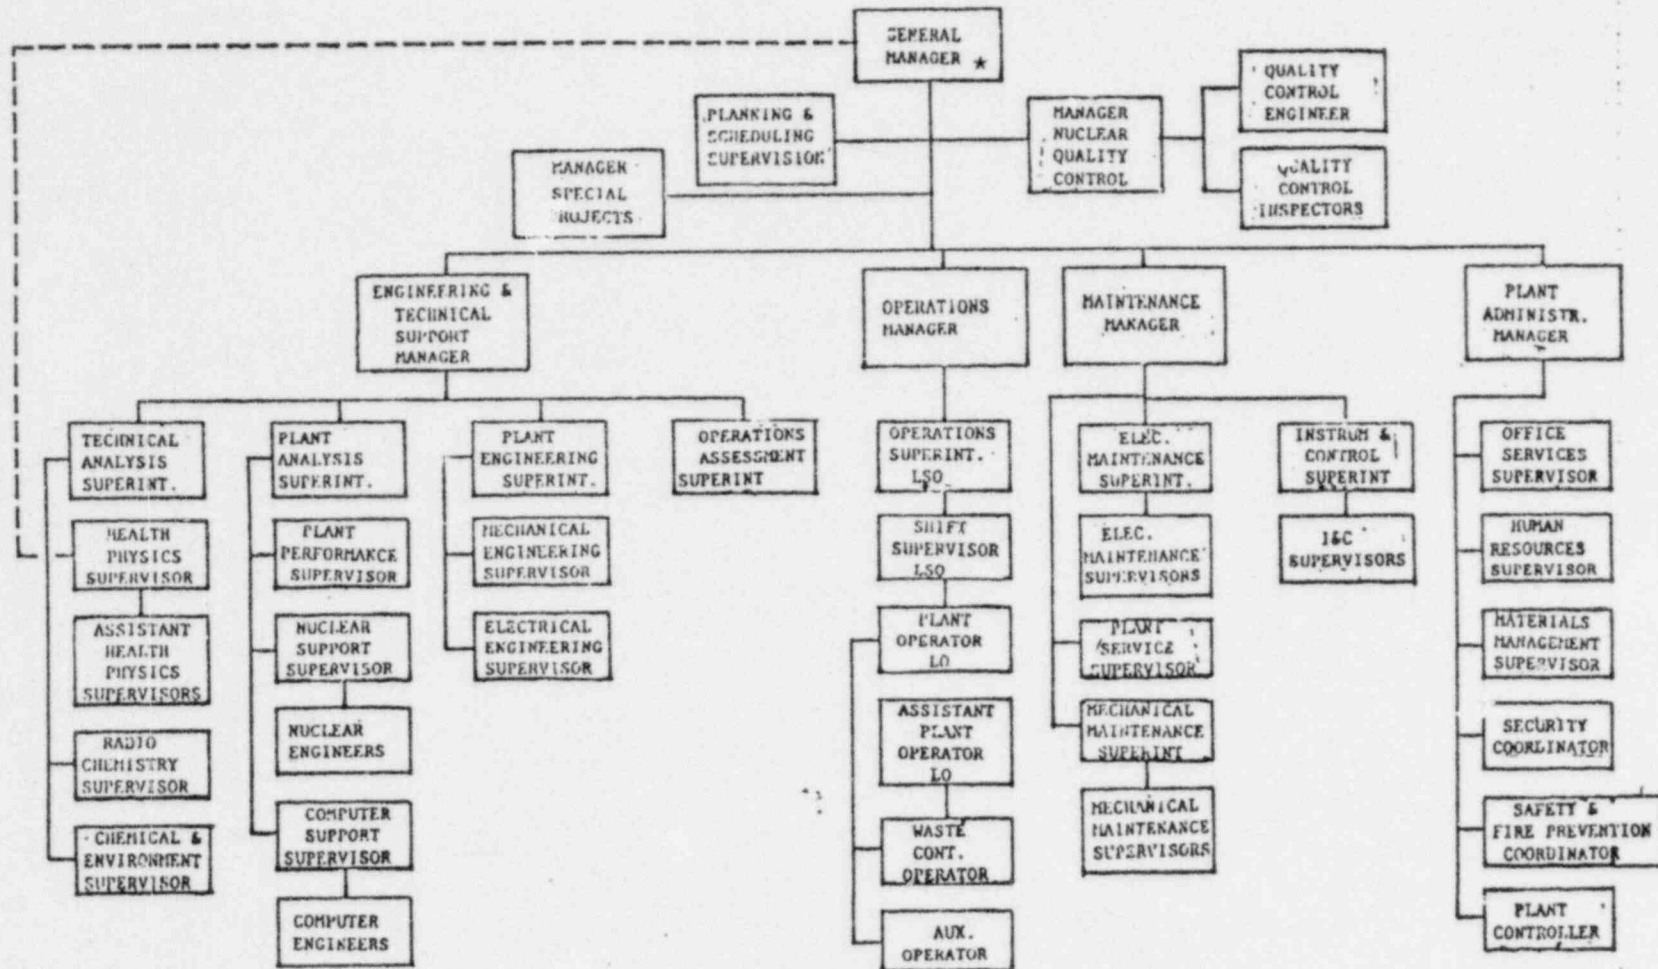 GENERAL
MANAGER ★
PLANNING &
SCHEDULING
SUPERVISION
MANAGER
NUCLEAR
QUALITY
CONTROL
QUALITY
CONTROL
ENGINEER
MANAGER
SPECIAL
PROJECTS
QUALITY
CONTROL
INSPECTORS
ENGINEERING &
TECHNICAL
SUPPORT
MANAGER
OPERATIONS
MANAGER
MAINTENANCE
MANAGER
PLANT
ADMINISTR.
MANAGER
TECHNICAL
ANALYSIS
SUPERINT.
PLANT
ANALYSIS
SUPERINT.
PLANT
ENGINEERING
SUPERINT.
OPERATIONS
ASSESSMENT
SUPERINT
OPERATIONS
SUPERINT.
LSO
ELEC.
MAINTENANCE
SUPERINT.
INSTRUM &
CONTROL
SUPERINT
OFFICE
SERVICES
SUPERVISOR
HEALTH
PHYSICS
SUPERVISOR
PLANT
PERFORMANCE
SUPERVISOR
MECHANICAL
ENGINEERING
SUPERVISOR
SHIFT
SUPERVISOR
LSO
ELEC.
MAINTENANCE
SUPERVISORS
I&C
SUPERVISORS
HUMAN
RESOURCES
SUPERVISOR
ASSISTANT
HEALTH
PHYSICS
SUPERVISORS
NUCLEAR
SUPPORT
SUPERVISOR
ELECTRICAL
ENGINEERING
SUPERVISOR
PLANT
OPERATOR
LO
PLANT
SERVICE
SUPERVISOR
MATERIALS
MANAGEMENT
SUPERVISOR
RADIO
CHEMISTRY
SUPERVISOR
NUCLEAR
ENGINEERS
ASSISTANT
PLANT
OPERATOR
LO
MECHANICAL
MAINTENANCE
SUPERINT
SECURITY
COORDINATOR
CHEMICAL &
ENVIRONMENT
SUPERVISOR
COMPUTER
SUPPORT
SUPERVISOR
WASTE
CONT.
OPERATOR
MECHANICAL
MAINTENANCE
SUPERVISORS
SAFETY &
FIRE PREVENTION
COORDINATOR
COMPUTER
ENGINEERS
AUX.
OPERATOR
PLANT
CONTROLLER